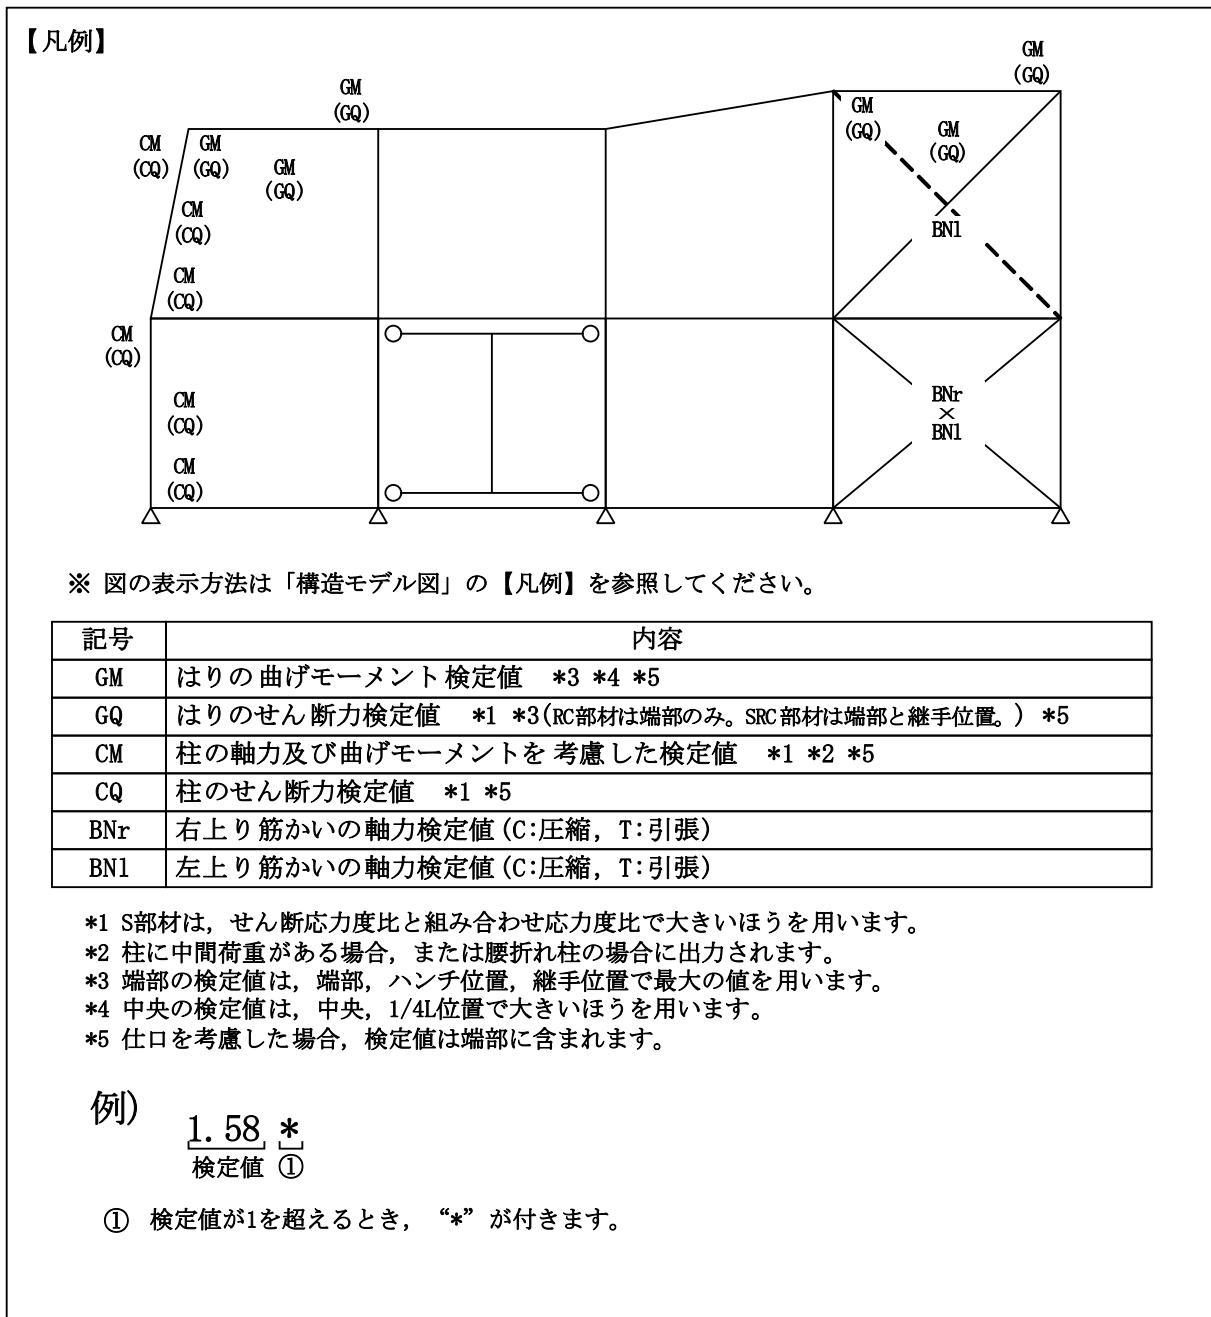 【凡例】
GM
(GQ)
GM
(GQ)
CM
(CQ)
GM
(GQ)
GM
(GQ)
GM
(GQ)
GM
(GQ)
CM
(CQ)
BNl
CM
(CQ)
CM
(CQ)
CM
(CQ)
BNr
×
BNl
CM
(CQ)
※ 図の表示方法は「構造モデル図」の【凡例】を参照してください。
記号 内容
GM はりの曲げモーメント検定値 *3 *4 *5
GQ はりのせん断力検定値 *1 *3(RC部材は端部のみ。SRC部材は端部と継手位置。) *5
CM 柱の軸力及び曲げモーメントを考慮した検定値 *1 *2 *5
CQ 柱のせん断力検定値 *1 *5
BNr 右上り筋かいの軸力検定値(C:圧縮, T:引張)
BNl 左上り筋かいの軸力検定値(C:圧縮, T:引張)
*1 S部材は, せん断応力度比と組み合わせ応力度比で大きいほうを用います。
*2 柱に中間荷重がある場合, または腰折れ柱の場合に出力されます。
*3 端部の検定値は, 端部, ハンチ位置, 継手位置で最大の値を用います。
*4 中央の検定値は, 中央, 1/4L位置で大きいほうを用います。
*5 仕口を考慮した場合, 検定値は端部に含まれます。
例)
1.58 *
検定値 ①
① 検定値が1を超えるとき, “*” が付きます。